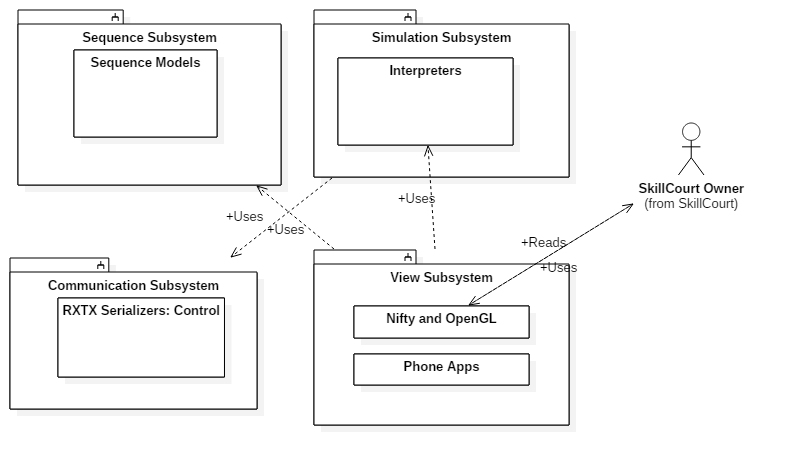 Sequence Subsystem
Sequence Models
Simulation Subsystem
Interpreters
SkillCourt Owner
(from SkillCourt)
+Uses
+Uses
+Uses
+Reads
+Uses
Communication Subsystem
RXTX Serializers: Control
View Subsystem
Nifty and OpenGL
Phone Apps